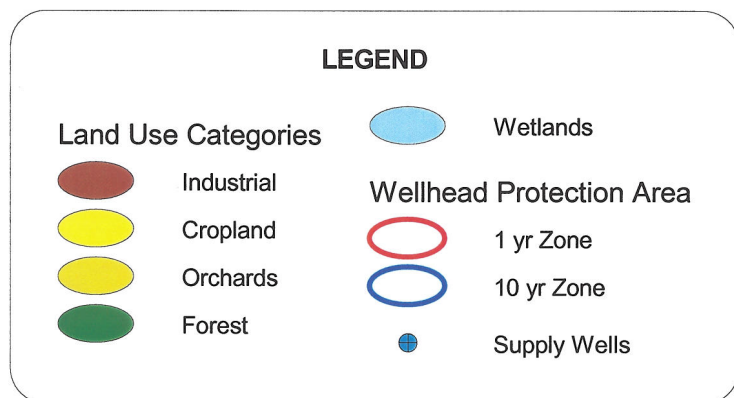 LEGEND
Land Use Categories
Industrial
Cropland
Orchards
Forest
Wetlands
Wellhead Protection Area
1 yr Zone
10 yr Zone
Supply Wells